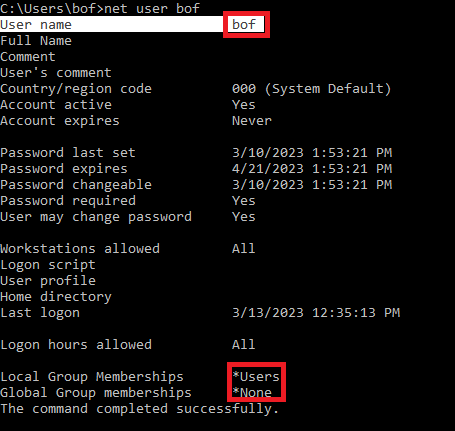 C:\Users\bof>net user bof
User name bof
Full Name
Comment
User's comment
Country/region code 000 (System Default)
Account active Yes
Account expires Never
Password last set 3/10/2023 1:53:21 PM
Password expires 4/21/2023 1:53:21 PM
Password changeable 3/10/2023 1:53:21 PM
Password required Yes
User may change password Yes
Workstations allowed All
Logon script
User profile
Home directory
Last logon 3/13/2023 12:35:13 PM
Logon hours allowed All
Local Group Memberships *Users
Global Group memberships *None
The command completed successfully.